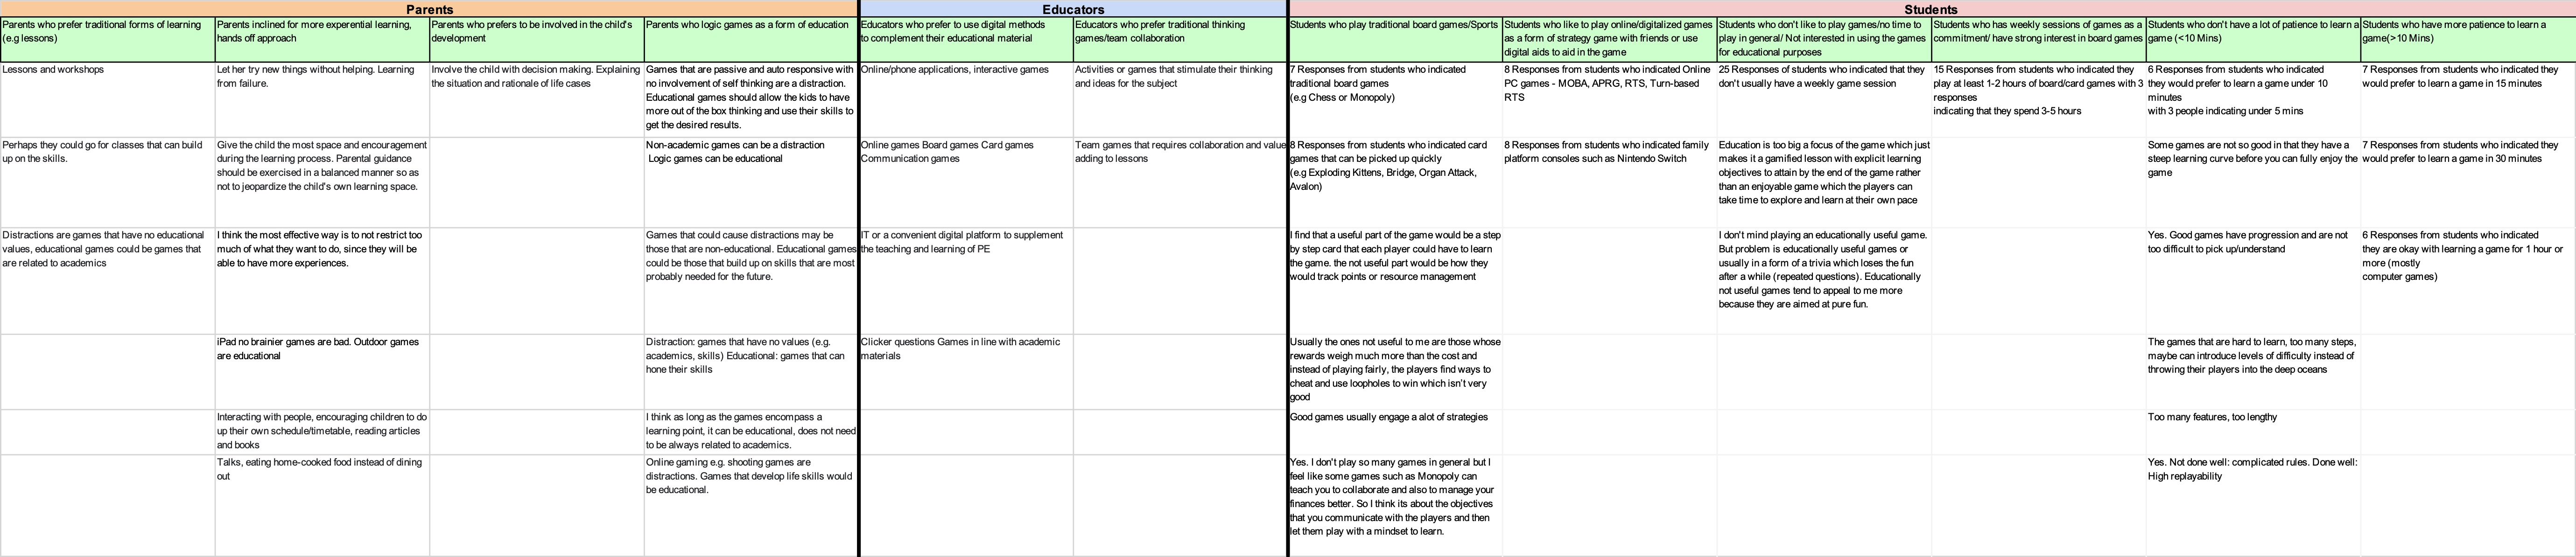 Parents
Educators
Students
Parents who prefer traditional forms of learning
(e.g lessons)
Parents inclined for more experential learning,
hands off approach
Parents who prefers to be involved in the child's
development
Parents who logic games as a form of education
Educators who prefer to use digital methods
to complement their educational material
Educators who prefer traditional thinking
games/team collaboration
Students who play traditional board games/Sports
Students who like to play online/digitalized games
as a form of strategy game with friends or use
digital aids to aid in the game
Students who don't like to play games/no time to
play in general/ Not interested in using the games
for educational purposes
Students who has weekly sessions of games as a
commitment/ have strong interest in board games
Students who don't have a lot of patience to learn a
game (<10 Mins)
Students who have more patience to learn a
game(>10 Mins)
Lessons and workshops
Let her try new things without helping. Learning
from failure.
Involve the child with decision making. Explaining
the situation and rationale of life cases
Games that are passive and auto responsive with
no involvement of self thinking are a distraction.
Educational games should allow the kids to have
more out of the box thinking and use their skills to
get the desired results.
Online/phone applications, interactive games
Activities or games that stimulate their thinking
and ideas for the subject
7 Responses from students who indicated
traditional board games
(e.g Chess or Monopoly)
8 Responses from students who indicated Online
PC games - MOBA, APRG, RTS, Turn-based
RTS
25 Responses of students who indicated that they
don't usually have a weekly game session
15 Responses from students who indicated they
play at least 1-2 hours of board/card games with 3
responses
indicating that they spend 3-5 hours
6 Responses from students who indicated
they would prefer to learn a game under 10
minutes
with 3 people indicating under 5 mins
7 Responses from students who indicated they
would prefer to learn a game in 15 minutes
Perhaps they could go for classes that can build
up on the skills.
Give the child the most space and encouragement
during the learning process. Parental guidance
should be exercised in a balanced manner so as
not to jeopardize the child's own learning space.
Non-academic games can be a distraction
Logic games can be educational
Online games Board games Card games
Communication games
Team games that requires collaboration and value
adding to lessons
8 Responses from students who indicated card
games that can be picked up quickly
(e.g Exploding Kittens, Bridge, Organ Attack,
Avalon)
8 Responses from students who indicated family
platform consoles such as Nintendo Switch
Education is too big a focus of the game which just
makes it a gamified lesson with explicit learning
objectives to attain by the end of the game rather
than an enjoyable game which the players can
take time to explore and learn at their own pace
Some games are not so good in that they have a
steep learning curve before you can fully enjoy the
game
7 Responses from students who indicated they
would prefer to learn a game in 30 minutes
Distractions are games that have no educational
values, educational games could be games that
are related to academics
I think the most effective way is to not restrict too
much of what they want to do, since they will be
able to have more experiences.
Games that could cause distractions may be
those that are non-educational. Educational games
could be those that build up on skills that are most
probably needed for the future.
IT or a convenient digital platform to supplement
the teaching and learning of PE
I find that a useful part of the game would be a step
by step card that each player could have to learn
the game. the not useful part would be how they
would track points or resource management
I don't mind playing an educationally useful game.
But problem is educationally useful games or
usually in a form of a trivia which loses the fun
after a while (repeated questions). Educationally
not useful games tend to appeal to me more
because they are aimed at pure fun.
Yes. Good games have progression and are not
too difficult to pick up/understand
6 Responses from students who indicated
they are okay with learning a game for 1 hour or
more (mostly
computer games)
iPad no brainier games are bad. Outdoor games
are educational
Distraction: games that have no values (e.g.
academics, skills) Educational: games that can
hone their skills
Clicker questions Games in line with academic
materials
Usually the ones not useful to me are those whose
rewards weigh much more than the cost and
instead of playing fairly, the players find ways to
cheat and use loopholes to win which isn't very
good
The games that are hard to learn, too many steps,
maybe can introduce levels of difficulty instead of
throwing their players into the deep oceans
Interacting with people, encouraging children to do
up their own schedule/timetable, reading articles
and books
I think as long as the games encompass a
learning point, it can be educational, does not need
to be always related to academics.
Good games usually engage a alot of strategies
Too many features, too lengthy
Talks, eating home-cooked food instead of dining
out
Online gaming e.g. shooting games are
distractions. Games that develop life skills would
be educational.
Yes. I don't play so many games in general but I
feel like some games such as Monopoly can
teach you to collaborate and also to manage your
finances better. So I think its about the objectives
that you communicate with the players and then
let them play with a mindset to learn.
Yes. Not done well: complicated rules. Done well:
High replayability